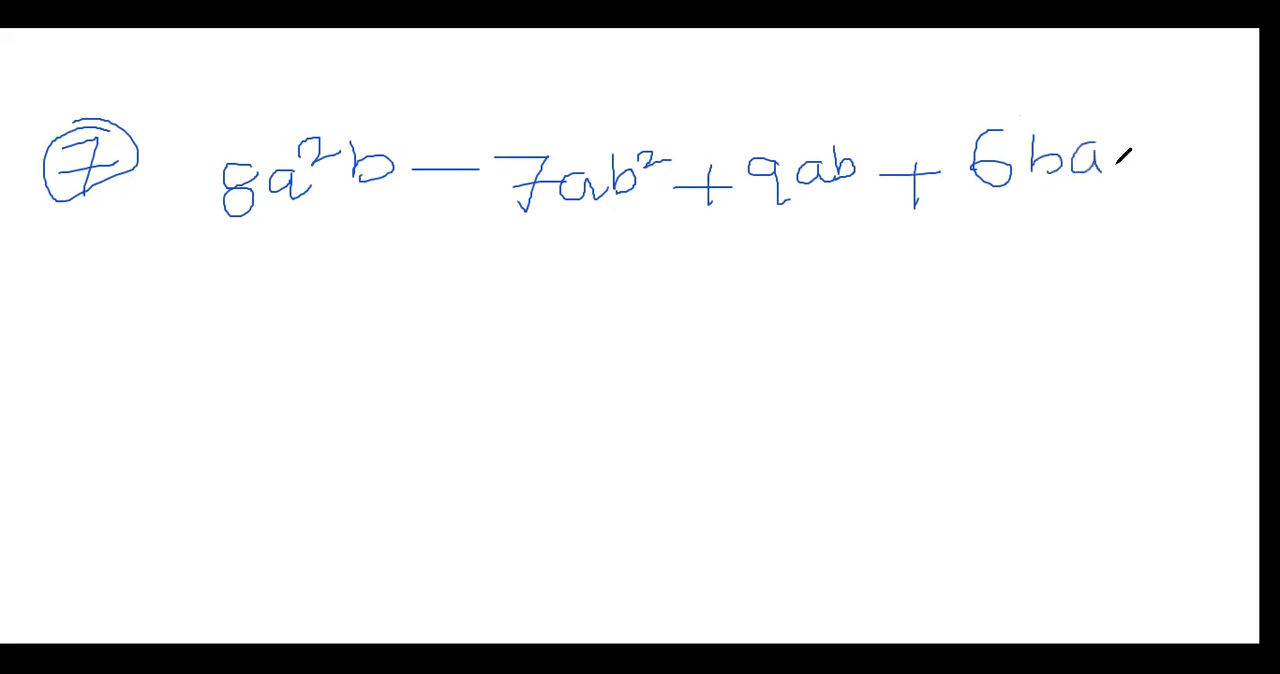 ⑦ 8a²b – 7ab² + 9ab + 6ba